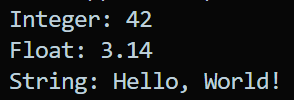 Integer: 42
Float: 3.14
String: Hello, World!